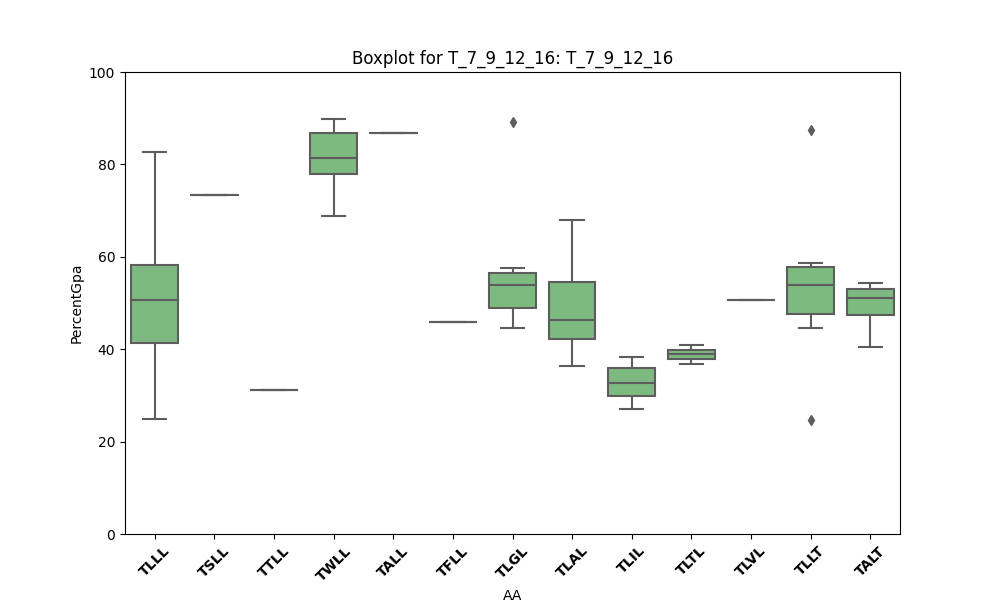 Boxplot for T_7_9_12_16: T_7_9_12_16
100
80
60
40
20
0
PercentGpa
TLLL TSLL TTLL TWLL TALL TFLL TLGL TLAL TLIL TLTL TLVL TLLT TALT
AA